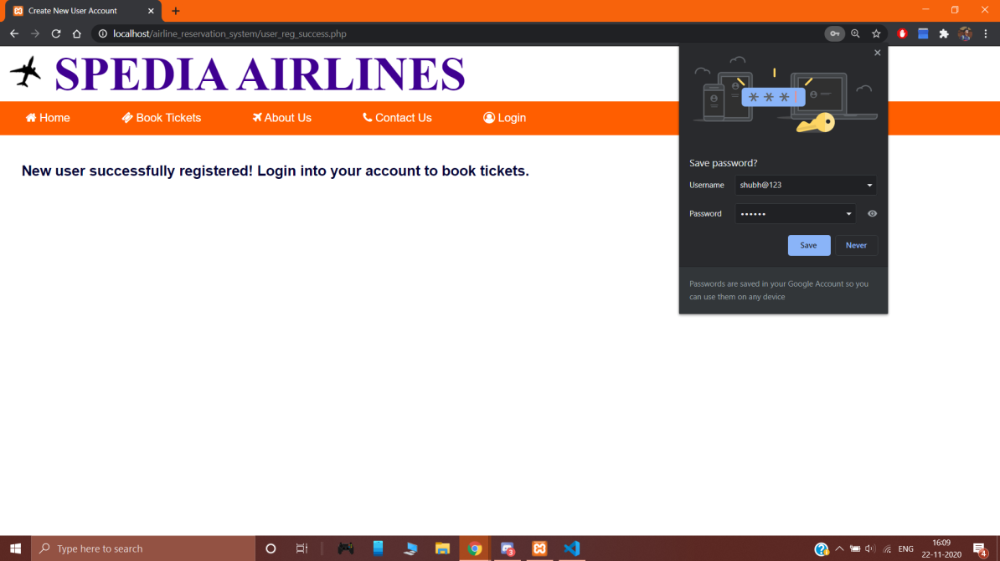 Create New User Account
localhost/airline_reservation_system/user_reg_success.php
SPEDIA AIRLINES
Home Book Tickets About Us Contact Us Login
New user successfully registered! Login into your account to book tickets.
* * *
Save password?
Username shubh@123
Password ••••••
Save Never
Passwords are saved in your Google Account so you
can use them on any device
Type here to search
3
ENG
16:09
22-11-2020
4